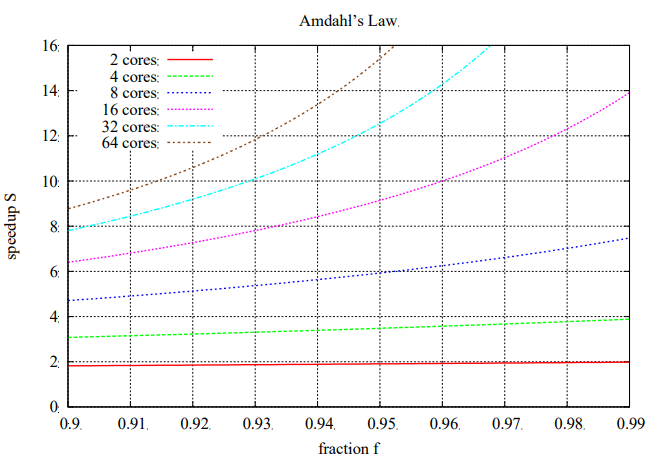 Amdahl's Law.
speedup S
16
14
12
10
8
6
4
2
0
2 cores
4 cores
8 cores
16 cores
32 cores
64 cores
0.9 0.91 0.92 0.93 0.94 0.95 0.96 0.97 0.98 0.99
fraction f